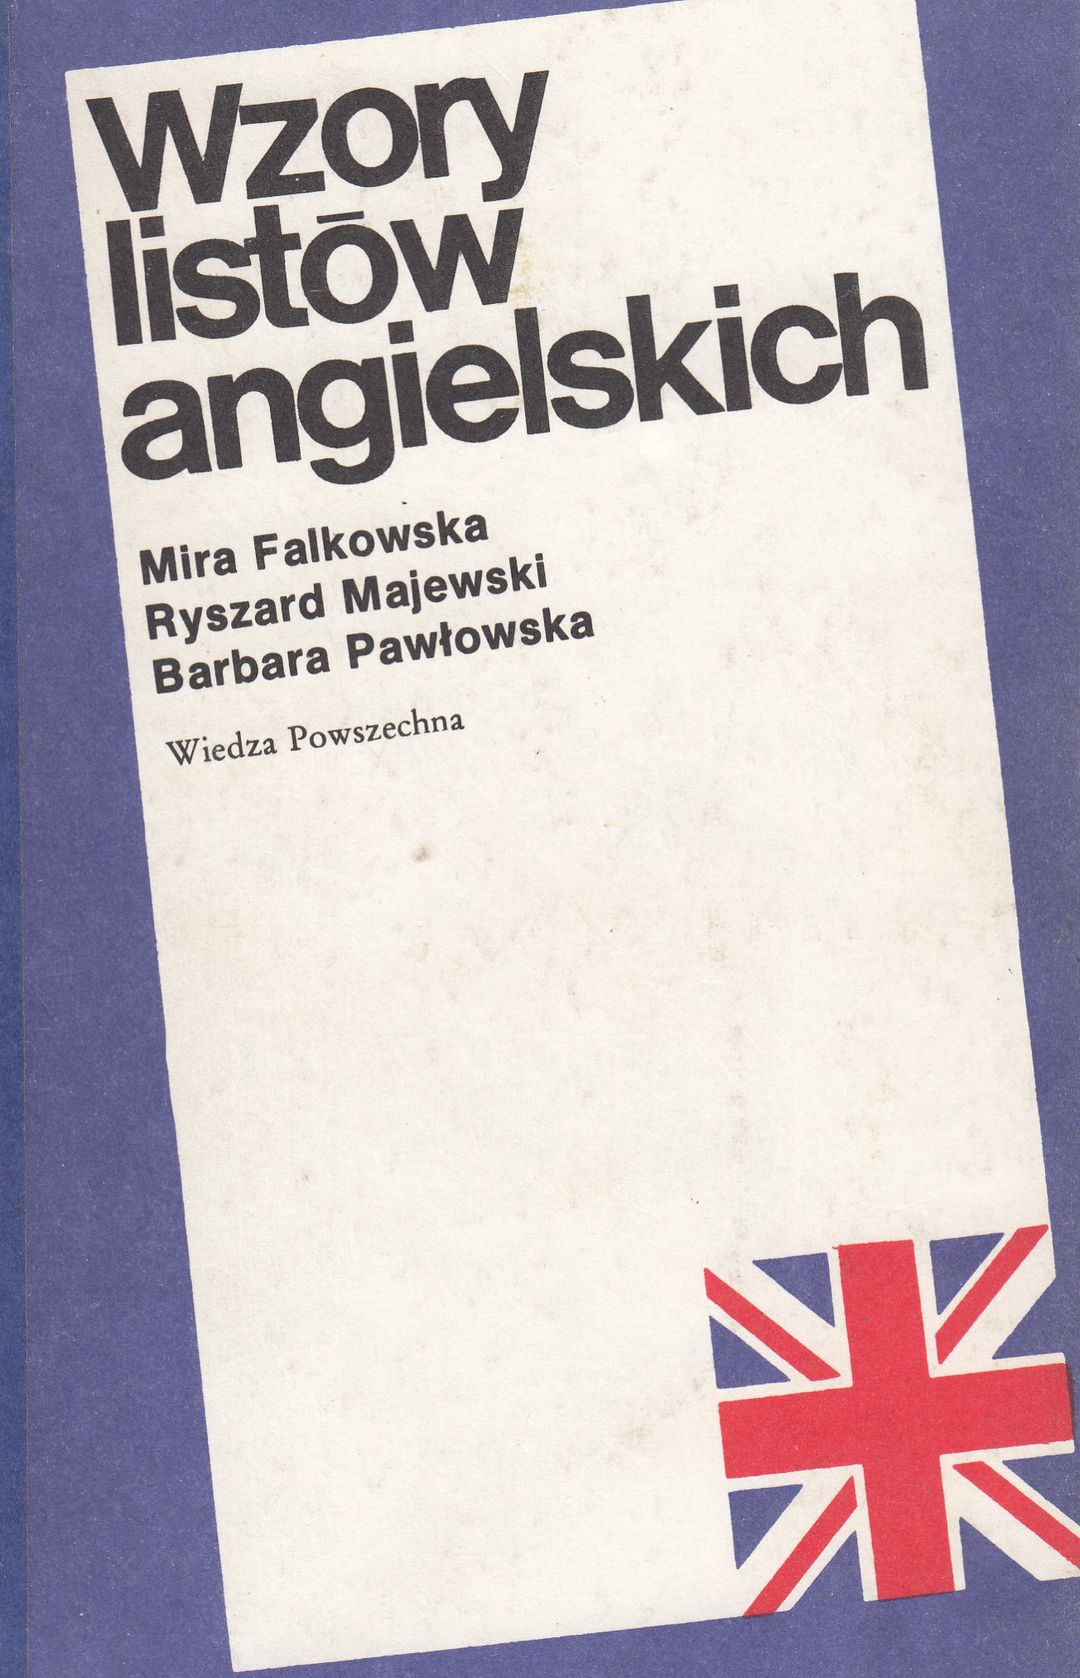 Wzory
listów
angielskich
Mira Falkowska
Ryszard Majewski
Barbara Pawłowska
Wiedza Powszechna